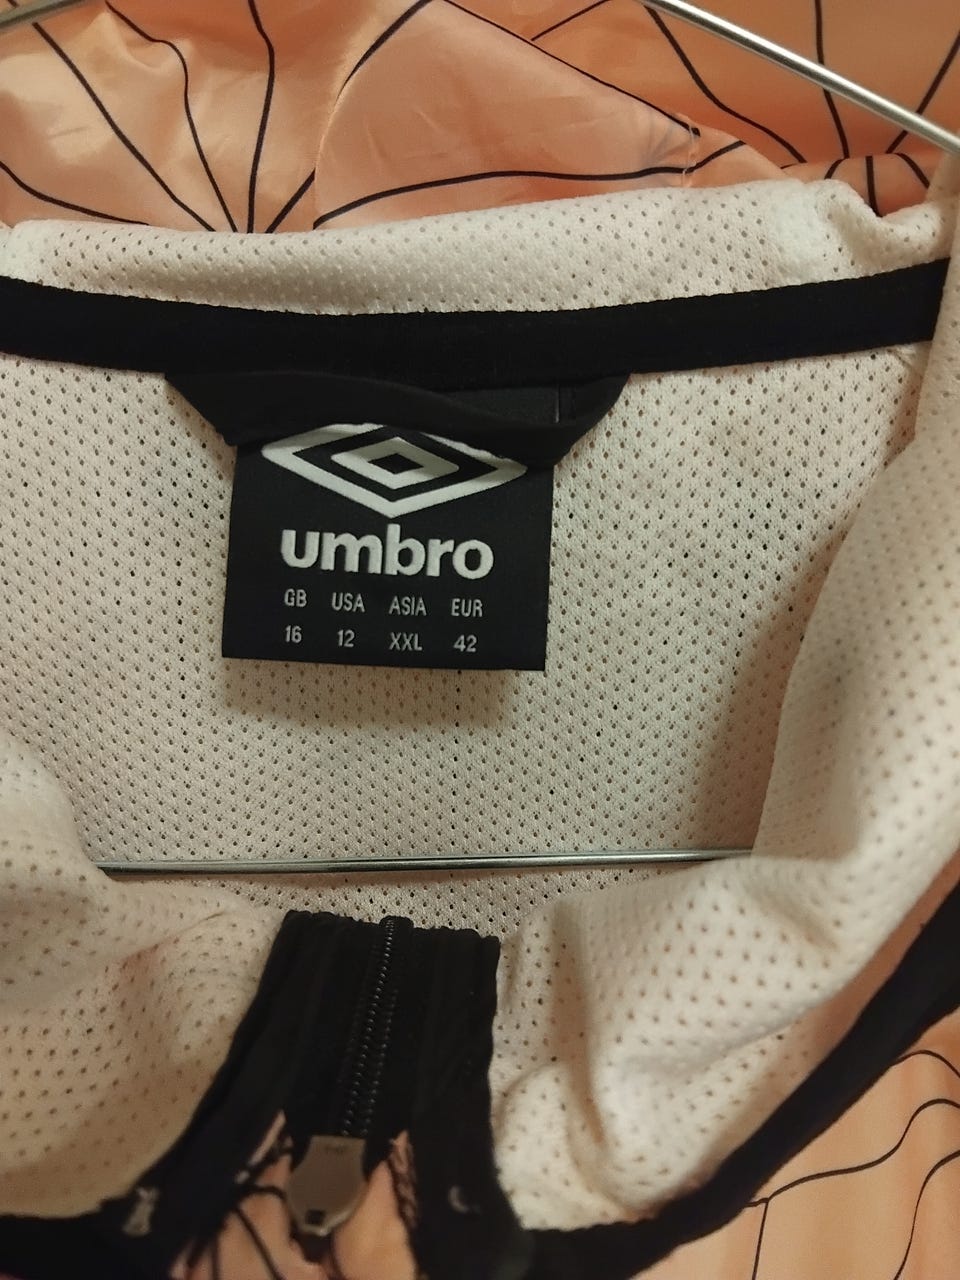 umbro
GB USA ASIA EUR
16 12 XXL 42